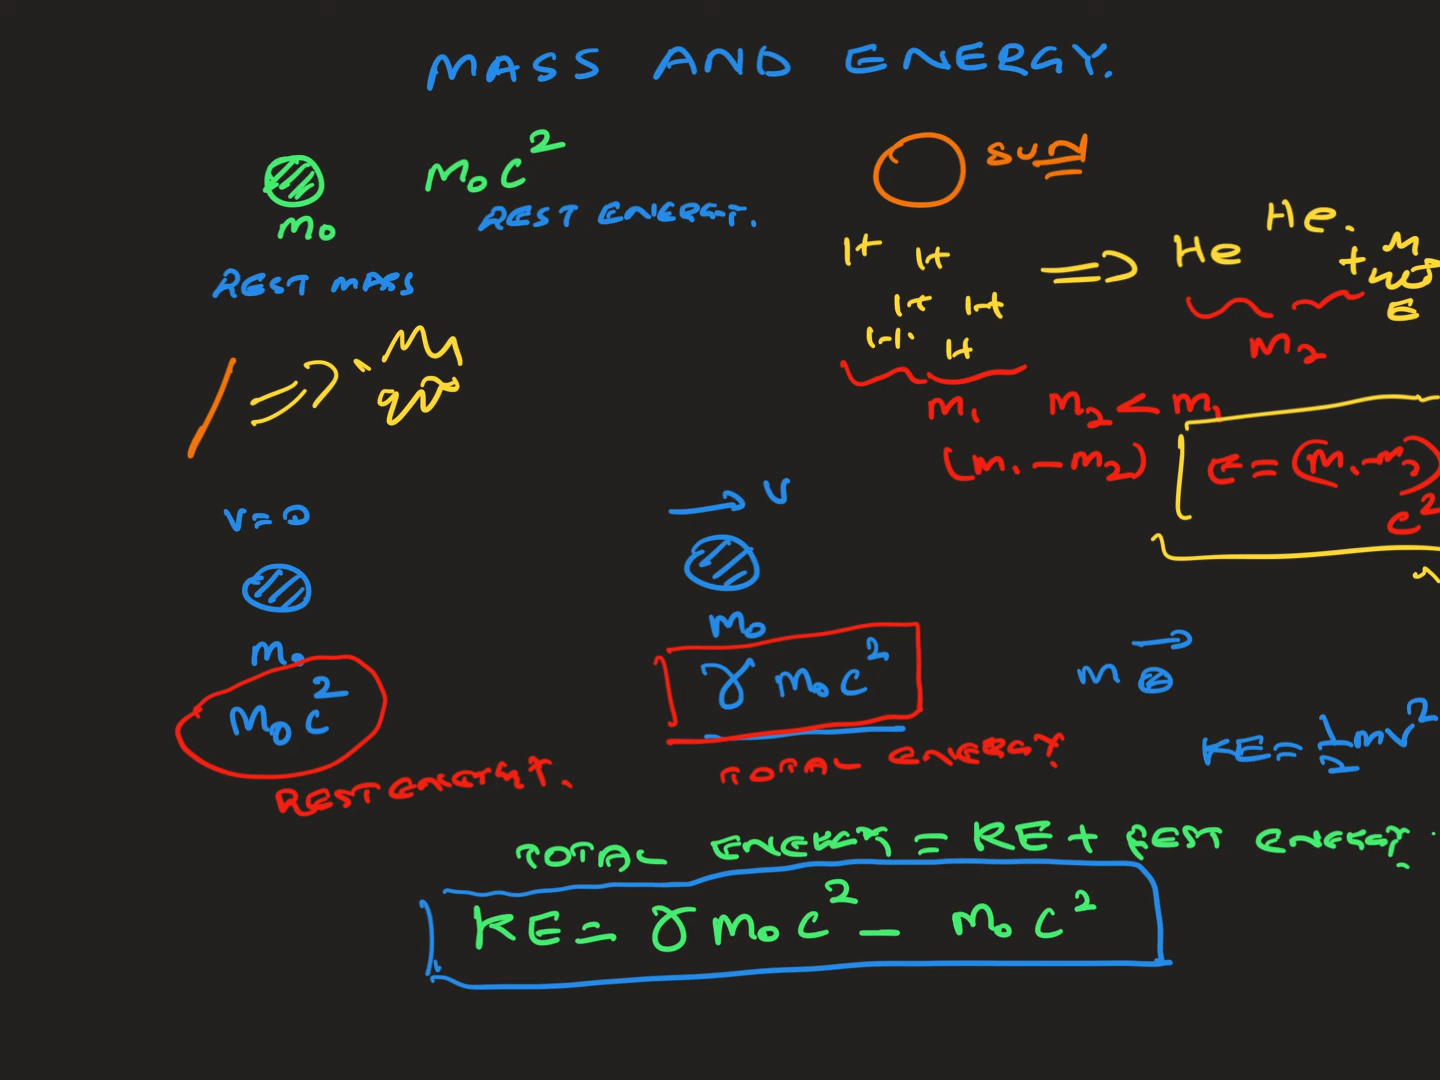 MASS AND ENERGY.
m₀
m₀c²
REST ENERGY.
REST MASS
SUN
H H
H H
H H
⇒ He He.
+
E
m₁
m₂
m₂ < m₁
(m₁ - m₂)
E = (m₁-m₂)
c²
v=0
m₀
m₀c²
REST ENERGY.
→ v
m₀
γ m₀c²
TOTAL ENERGY
m
KE = ½mv²
TOTAL ENERGY = KE + REST ENERGY.
KE = γm₀c² - m₀c²